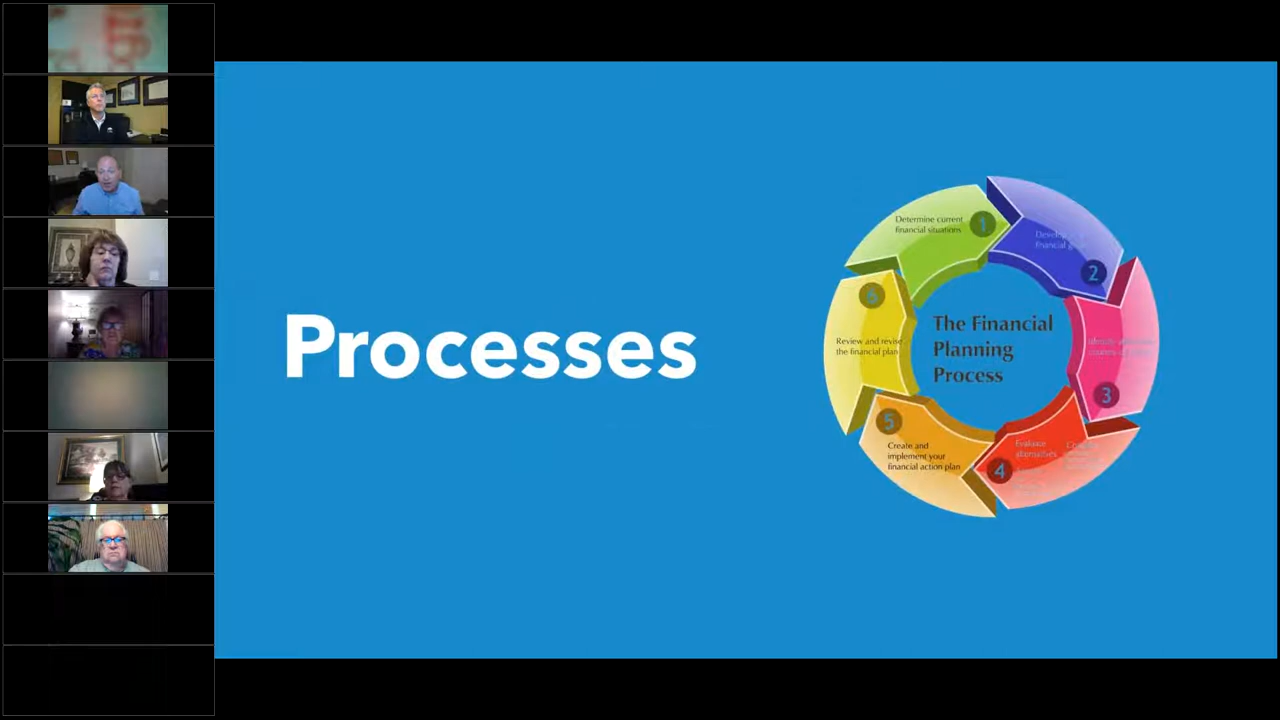 Processes
The Financial
Planning
Process
1
Determine current
financial situations
2
financial
3
4
Evaluate
alternatives
5
Create and
implement your
financial action plan
6
Review and revise
the financial plan